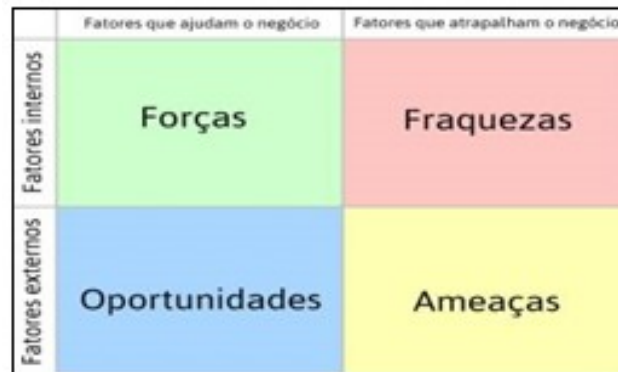 Fatores que ajudam o negócio
Fatores que atrapalham o negócio
Fatores internos
Forças
Fraquezas
Fatores externos
Oportunidades
Ameaças